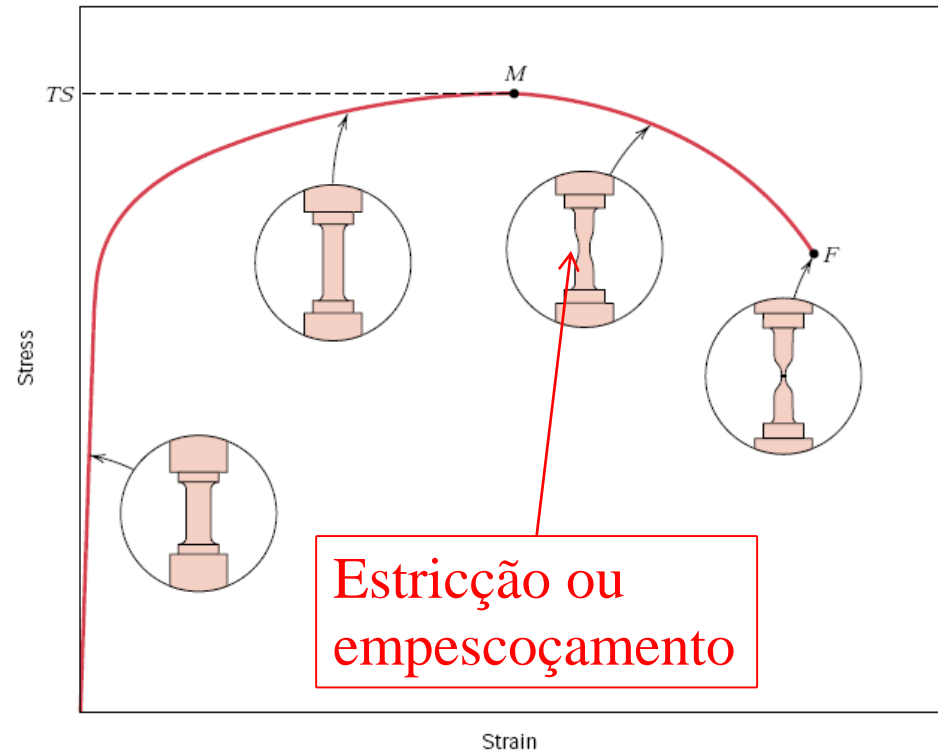 M
TS
F
Stress
Estricção ou
empescoçamento
Strain